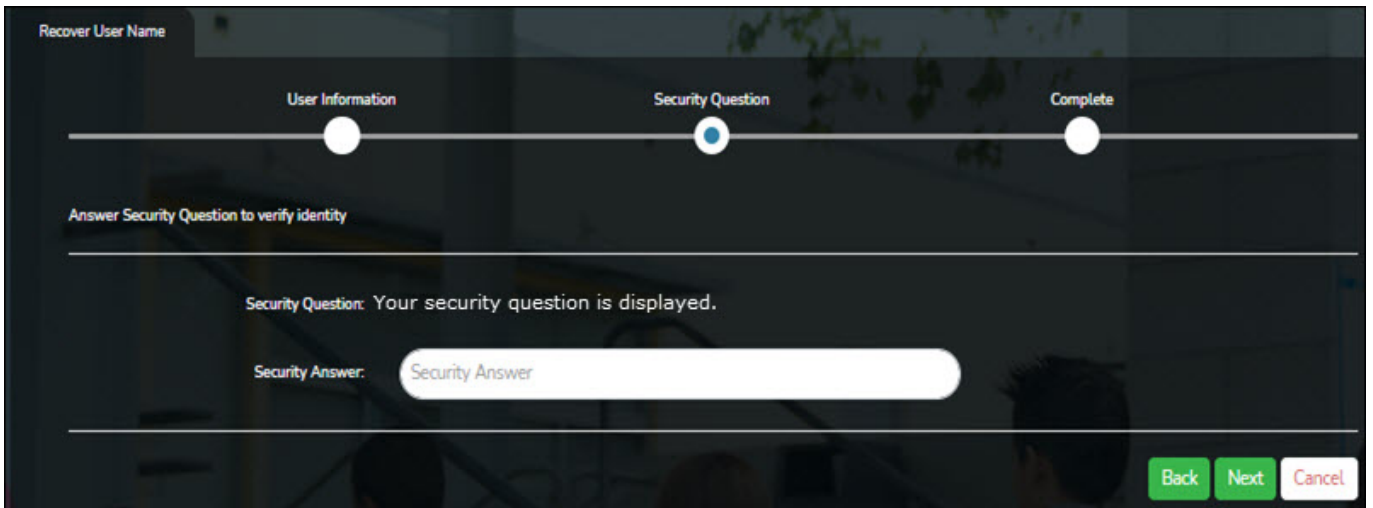 Recover User Name
User Information Security Question Complete
Answer Security Question to verify identity
Security Question: Your security question is displayed.
Security Answer: Security Answer
Back Next Cancel